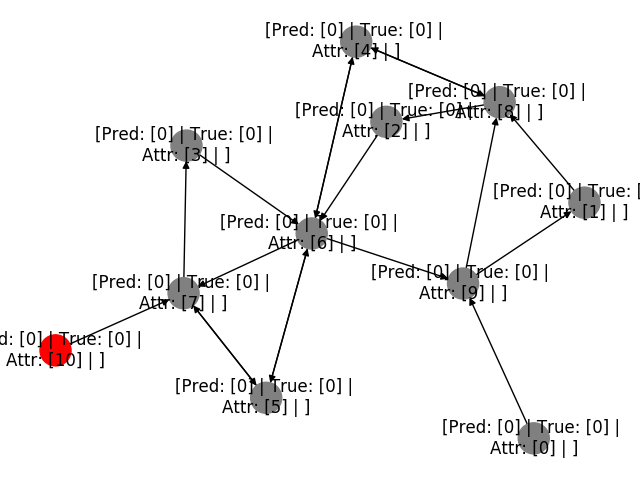 [Pred: [0] | True: [0] |
Attr: [4] | ]
[Pred: [0] | True: [0] |
Attr: [8] | ]
[Pred: [0] | True: [0] |
Attr: [2] | ]
[Pred: [0] | True: [0] |
Attr: [3] | ]
[Pred: [0] | True: [
Attr: [1] | ]
[Pred: [0] | True: [0] |
Attr: [6] | ]
[Pred: [0] | True: [0] |
Attr: [9] | ]
[Pred: [0] | True: [0] |
Attr: [7] | ]
d: [0] | True: [0] |
Attr: [10] | ]
[Pred: [0] | True: [0] |
Attr: [5] | ]
[Pred: [0] | True: [0] |
Attr: [0] | ]